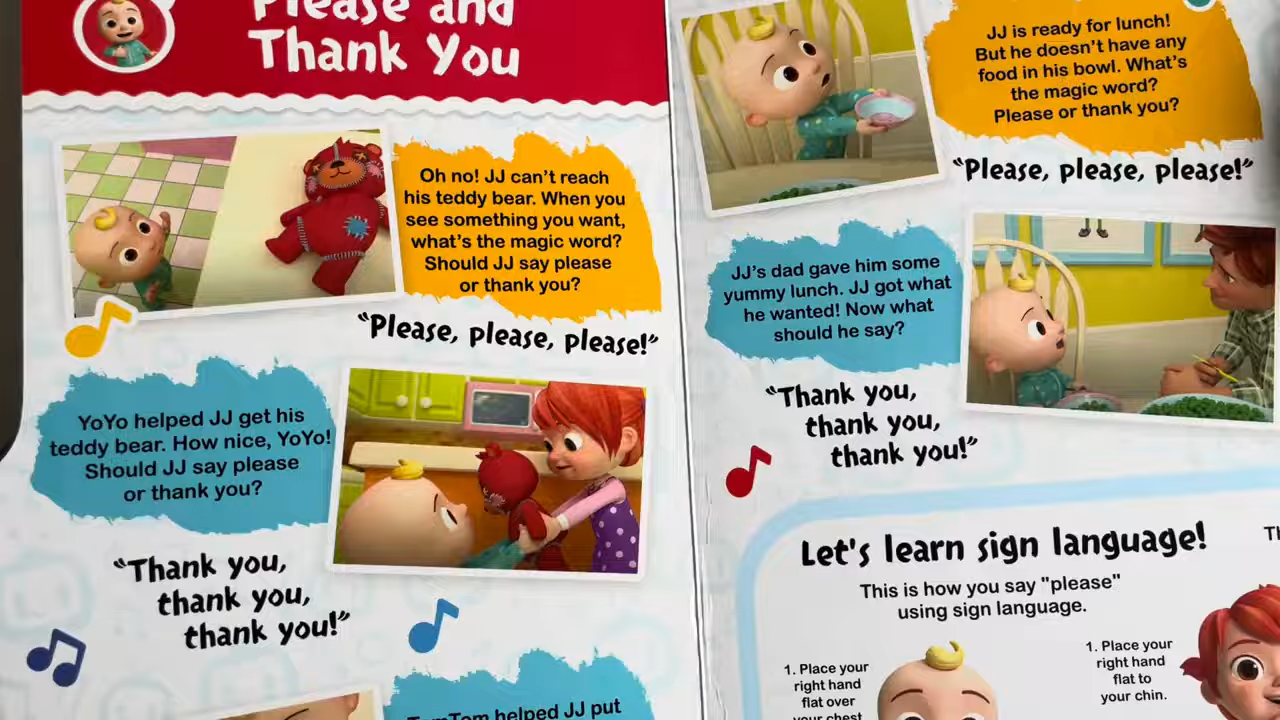 Please and
Thank You
Oh no! JJ can't reach
his teddy bear. When you
see something you want,
what's the magic word?
Should JJ say please
or thank you?
"Please, please, please!"
YoYo helped JJ get his
teddy bear. How nice, YoYo!
Should JJ say please
or thank you?
"Thank you,
thank you,
thank you!"
TomTom helped JJ put
JJ is ready for lunch!
But he doesn't have any
food in his bowl. What's
the magic word?
Please or thank you?
"Please, please, please!"
JJ's dad gave him some
yummy lunch. JJ got what
he wanted! Now what
should he say?
"Thank you,
thank you,
thank you!"
Let's learn sign language!
This is how you say "please"
using sign language.
1. Place your
right hand
flat over
your chest
1. Place your
right hand
flat to
your chin.